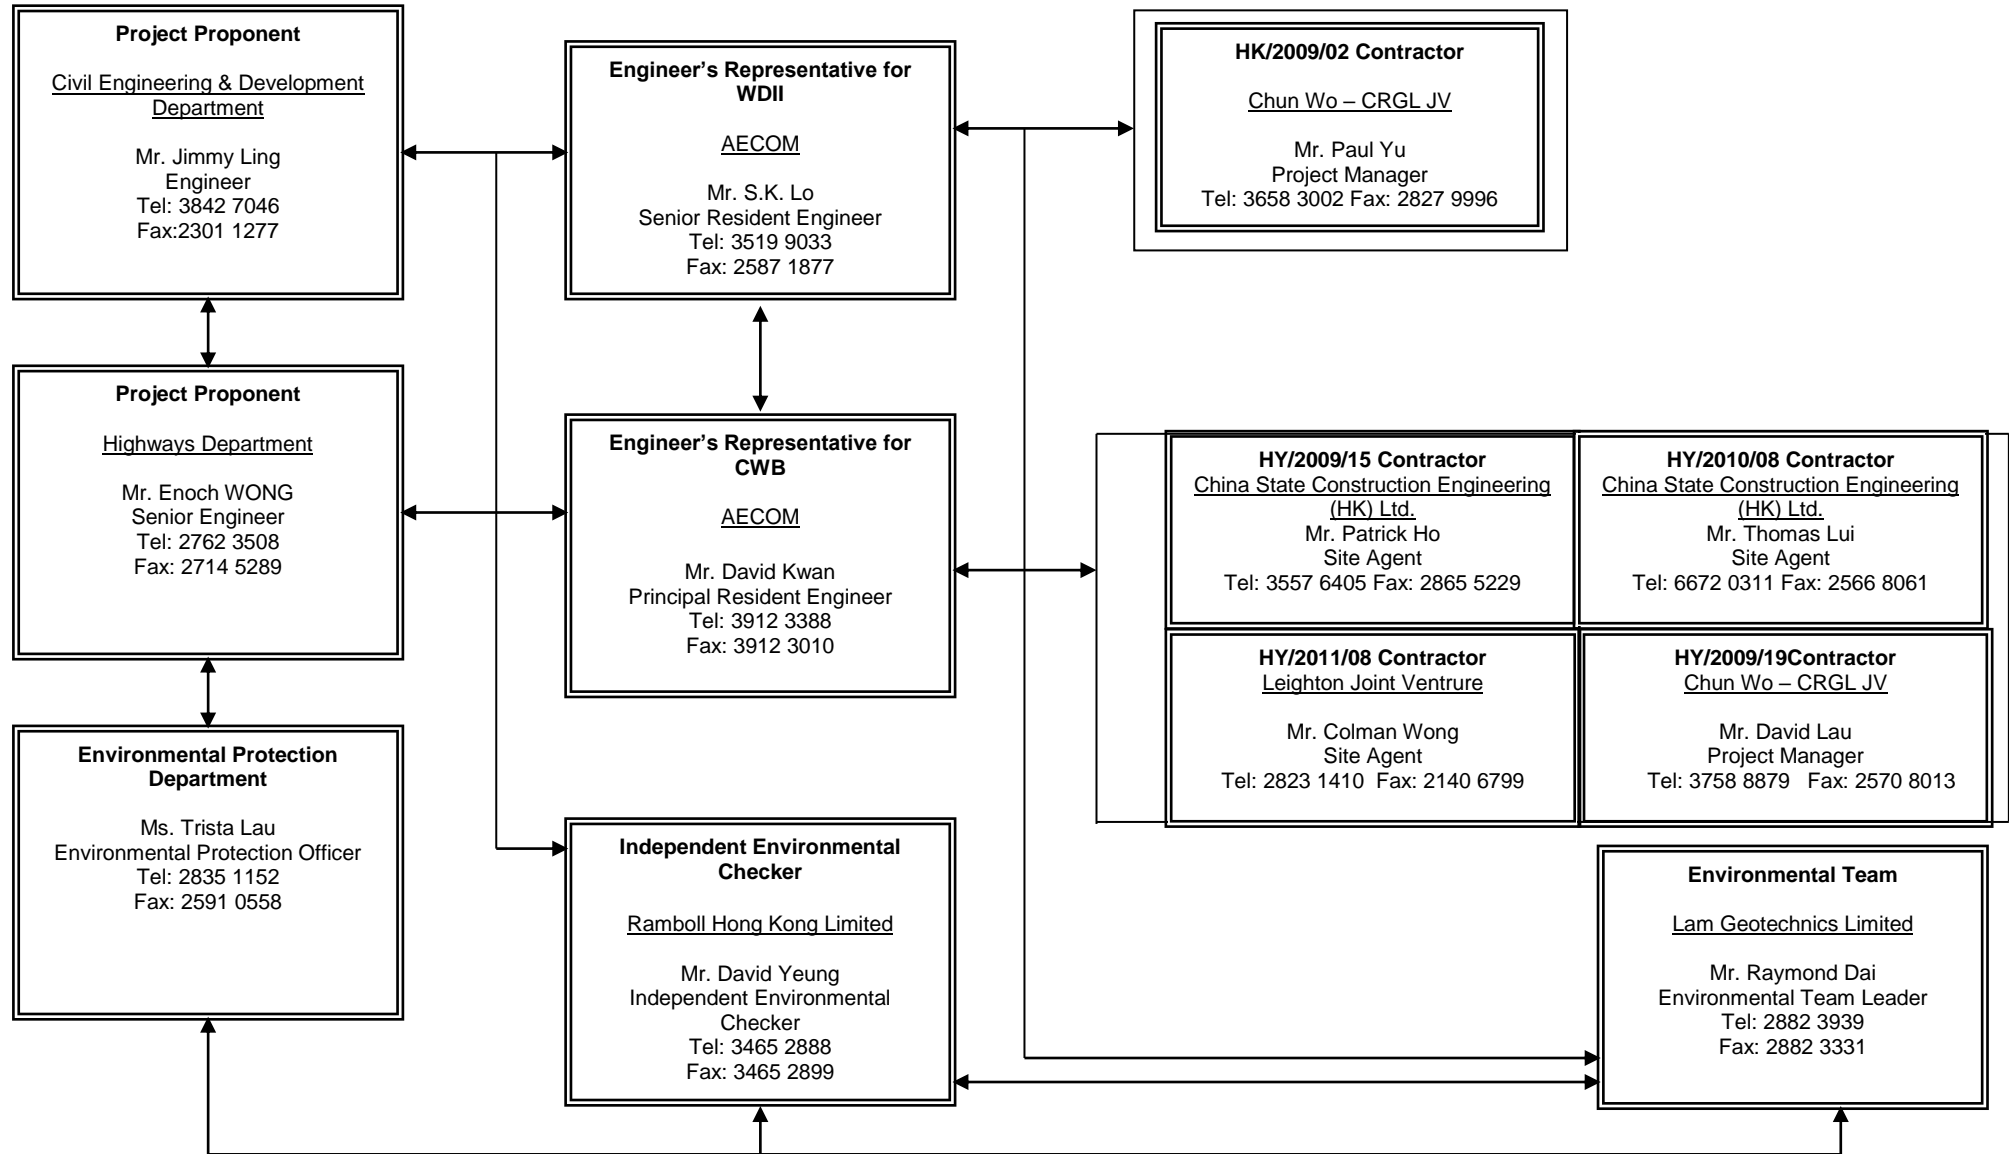 Project Proponent
Civil Engineering & Development
Department
Mr. Jimmy Ling
Engineer
Tel: 3842 7046
Fax:2301 1277
Engineer's Representative for
WDII
AECOM
Mr. S.K. Lo
Senior Resident Engineer
Tel: 3519 9033
Fax: 2587 1877
HK/2009/02 Contractor
Chun Wo – CRGL JV
Mr. Paul Yu
Project Manager
Tel: 3658 3002 Fax: 2827 9996
Project Proponent
Highways Department
Mr. Enoch WONG
Senior Engineer
Tel: 2762 3508
Fax: 2714 5289
Engineer's Representative for
CWB
AECOM
Mr. David Kwan
Principal Resident Engineer
Tel: 3912 3388
Fax: 3912 3010
HY/2009/15 Contractor
China State Construction Engineering
(HK) Ltd.
Mr. Patrick Ho
Site Agent
Tel: 3557 6405 Fax: 2865 5229
HY/2010/08 Contractor
China State Construction Engineering
(HK) Ltd.
Mr. Thomas Lui
Site Agent
Tel: 6672 0311 Fax: 2566 8061
HY/2011/08 Contractor
Leighton Joint Ventrure
Mr. Colman Wong
Site Agent
Tel: 2823 1410  Fax: 2140 6799
HY/2009/19Contractor
Chun Wo – CRGL JV
Mr. David Lau
Project Manager
Tel: 3758 8879   Fax: 2570 8013
Environmental Protection
Department
Ms. Trista Lau
Environmental Protection Officer
Tel: 2835 1152
Fax: 2591 0558
Independent Environmental
Checker
Ramboll Hong Kong Limited
Mr. David Yeung
Independent Environmental
Checker
Tel: 3465 2888
Fax: 3465 2899
Environmental Team
Lam Geotechnics Limited
Mr. Raymond Dai
Environmental Team Leader
Tel: 2882 3939
Fax: 2882 3331